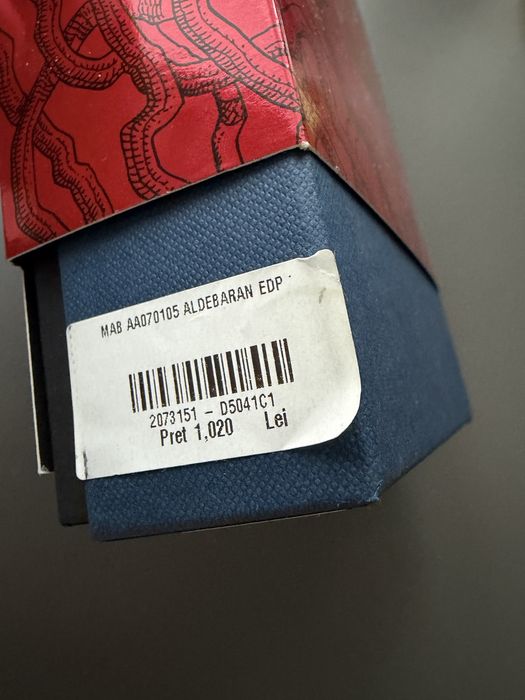 MAB AA070105 ALDEBARAN EDP
2073151 - D5041C1
Pret 1,020 Lei